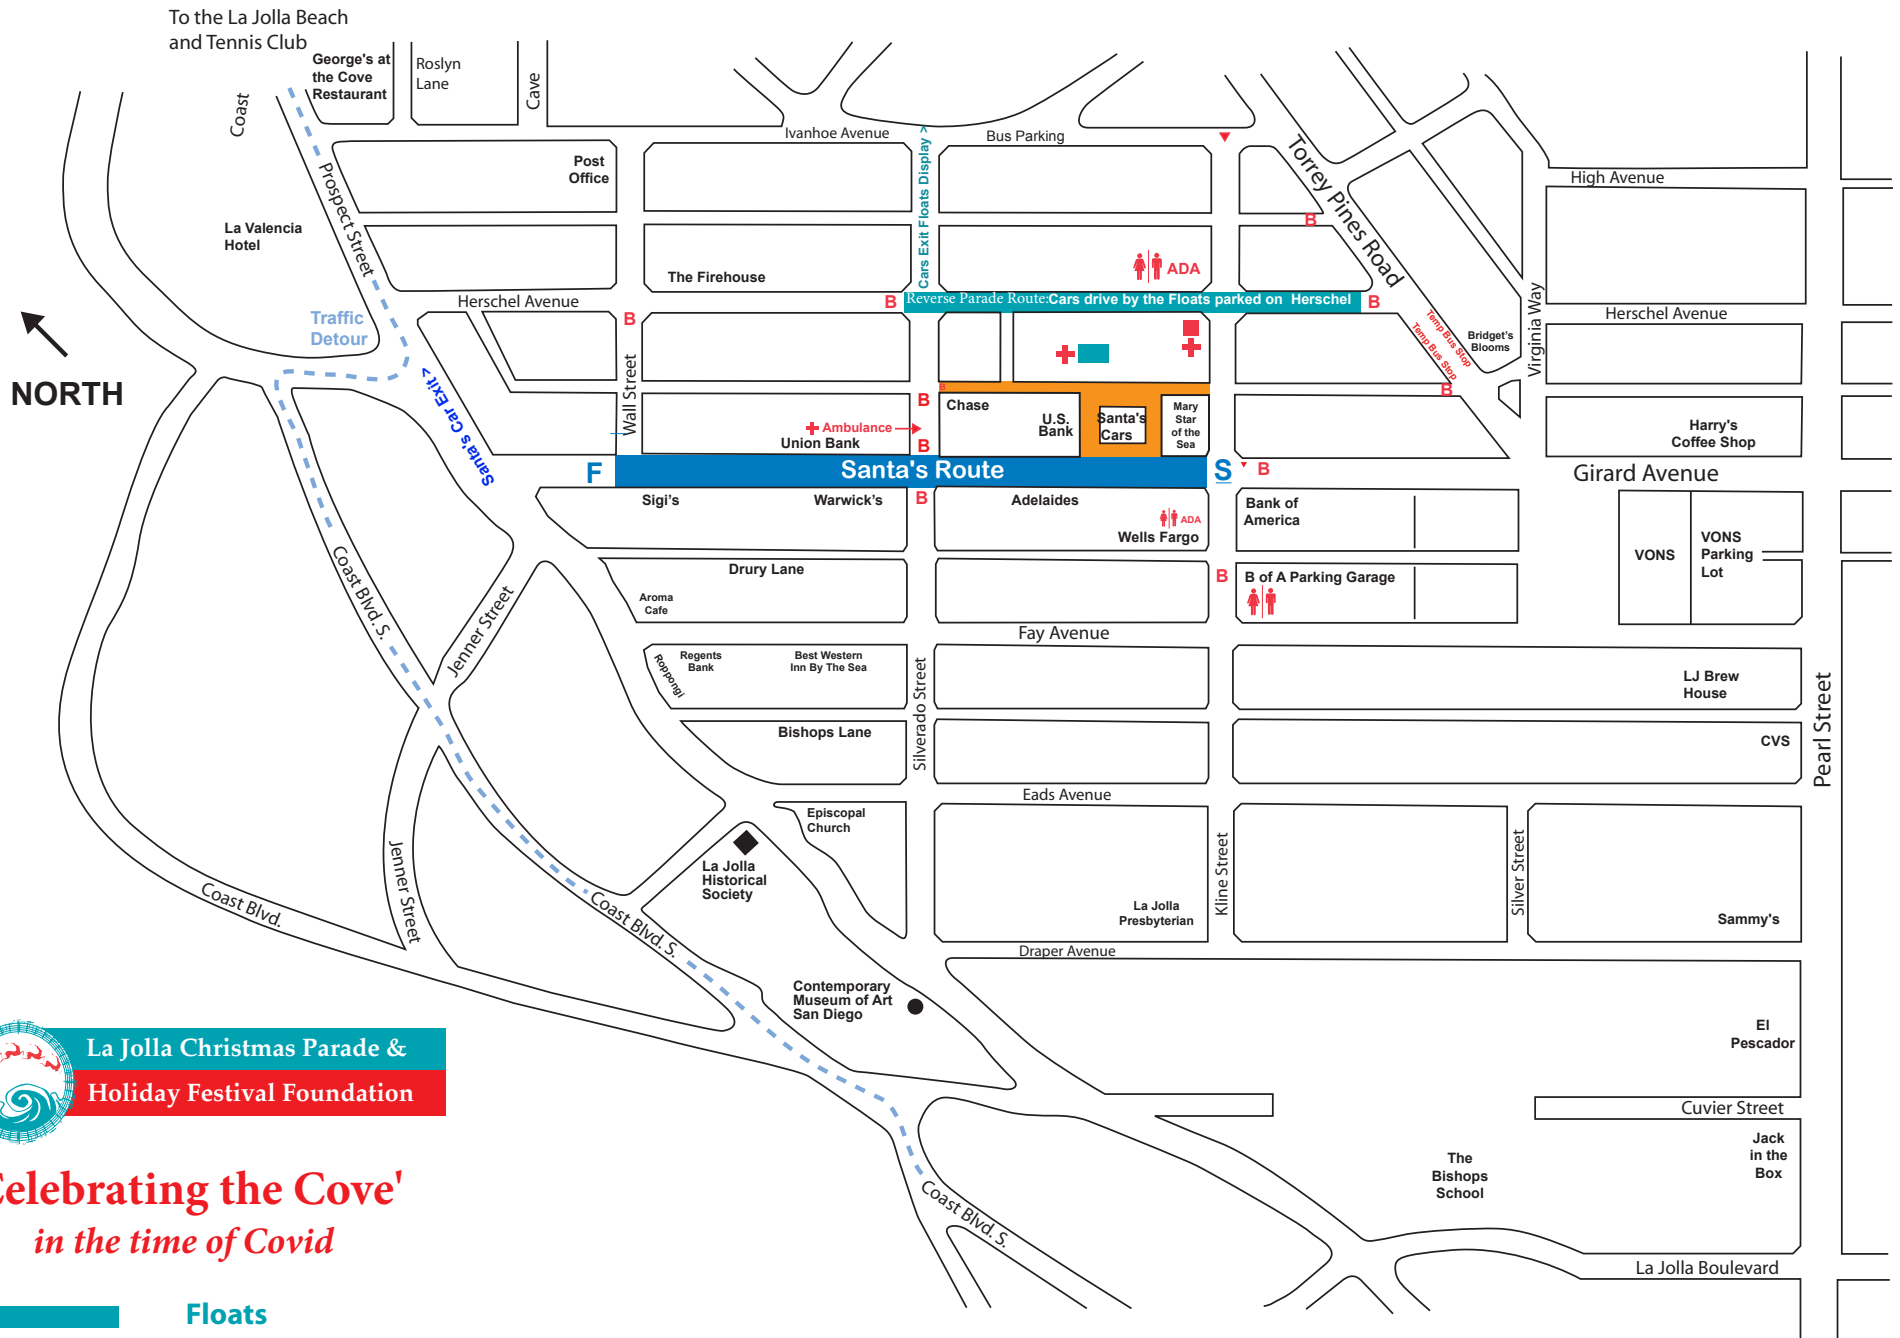 To the La Jolla Beach
and Tennis Club
George's at
the Cove
Restaurant
Roslyn
Lane
Cave
Coast
Ivanhoe Avenue
Bus Parking
Cars Exit Floats Display >
Post
Office
Prospect Street
Torrey Pines Road
High Avenue
La Valencia
Hotel
B
The Firehouse
ADA
Herschel Avenue
B
Reverse Parade Route:Cars drive by the Floats parked on Herschel
B
Virginia Way
Herschel Avenue
Traffic
Detour
B
Temp Bus Stop
Temp Bus Stop
Bridget's
Blooms
NORTH
Santa's Car Exit >
Wall Street
B
B
B
Chase
U.S.
Bank
Santa's
Cars
Mary
Star
of the
Sea
Ambulance
Union Bank
B
Harry's
Coffee Shop
F
Santa's Route
S
B
Girard Avenue
Sigi's
Warwick's
B
Adelaides
ADA
Wells Fargo
Bank of
America
VONS
VONS
Parking
Lot
Drury Lane
Aroma
Cafe
B
B of A Parking Garage
Coast Blvd. S.
Jenner Street
Fay Avenue
Roppongi
Regents
Bank
Best Western
Inn By The Sea
Silverado Street
LJ Brew
House
Pearl Street
Bishops Lane
CVS
Eads Avenue
Episcopal
Church
La Jolla
Historical
Society
Jenner Street
Coast Blvd.
Coast Blvd. S.
La Jolla
Presbyterian
Kline Street
Silver Street
Sammy's
Draper Avenue
Contemporary
Museum of Art
San Diego
El
Pescador
La Jolla Christmas Parade &
Holiday Festival Foundation
Cuvier Street
Jack
in the
Box
The
Bishops
School
Coast Blvd. S.
elebrating the Cove'
in the time of Covid
La Jolla Boulevard
Floats